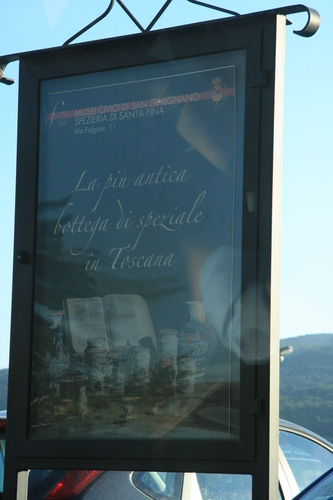 MUSEI CIVICI DI SAN GIMIGNANO
SPEZIERIA DI SANTA FINA
Via Folgore, 11
La più antica
bottega di speziale
in Toscana